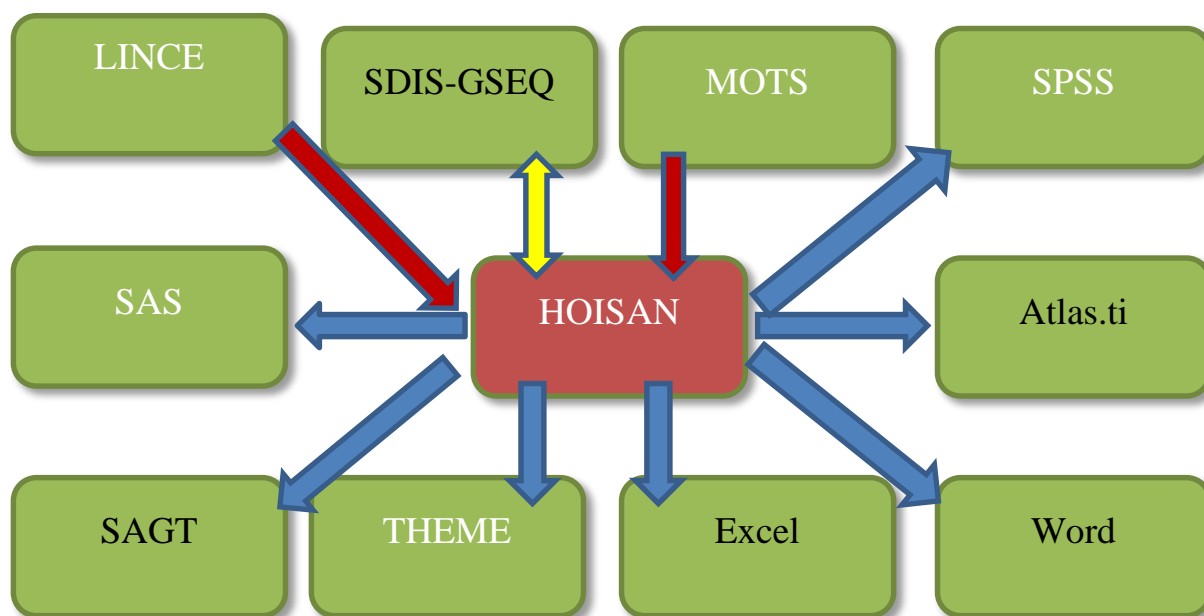 LINCE
SDIS-GSEQ
MOTS
SPSS
SAS
HOISAN
Atlas.ti
SAGT
THEME
Excel
Word